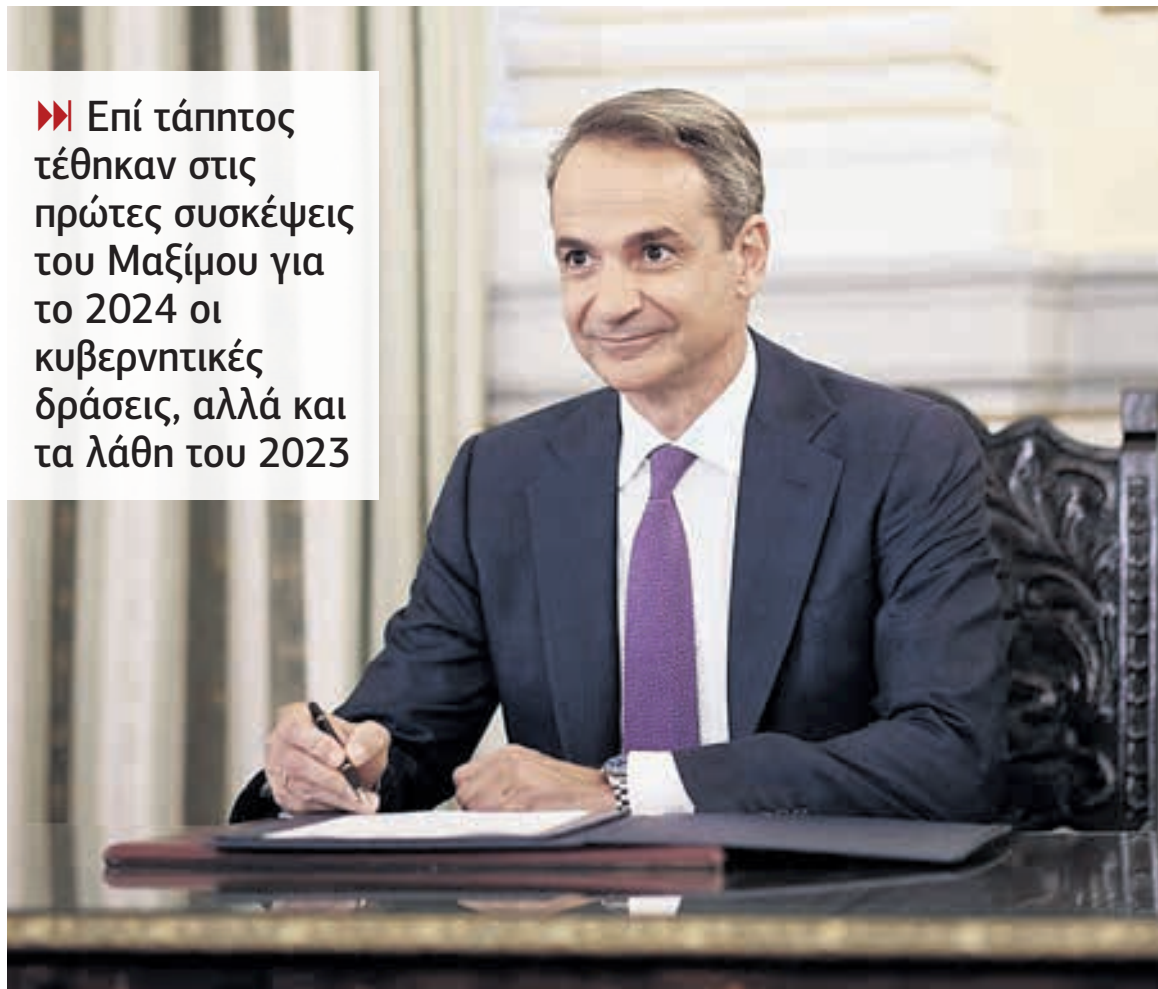 Επί τάπητος
τέθηκαν στις
πρώτες συσκέψεις
του Μαξίμου για
το 2024 οι
κυβερνητικές
δράσεις, αλλά και
τα λάθη του 2023